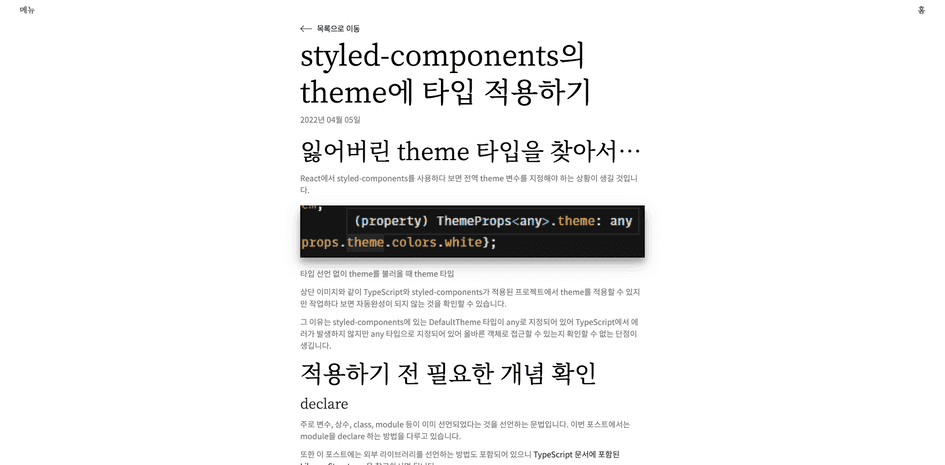 메뉴
홈
목록으로 이동
styled-components의
theme에 타입 적용하기
2022년 04월 05일
잃어버린 theme 타입을 찾아서…
React에서 styled-components를 사용하다 보면 전역 theme 변수를 지정해야 하는 상황이 생길 것입니
다.
(property) ThemeProps<any>.theme: any
props.theme.colors.white};
타입 선언 없이 theme를 불러올 때 theme 타입
상단 이미지와 같이 TypeScript와 styled-components가 적용된 프로젝트에서 theme를 적용할 수 있지
만 작업하다 보면 자동완성이 되지 않는 것을 확인할 수 있습니다.
그 이유는 styled-components에 있는 DefaultTheme 타입이 any로 지정되어 있어 TypeScript에서 에
러가 발생하지 않지만 any 타입으로 지정되어 있어 올바른 객체로 접근할 수 있는지 확인할 수 없는 단점이
생깁니다.
적용하기 전 필요한 개념 확인
declare
주로 변수, 상수, class, module 등이 이미 선언되었다는 것을 선언하는 문법입니다. 이번 포스트에서는
module을 declare 하는 방법을 다루고 있습니다.
또한 이 포스트에는 외부 라이브러리를 선언하는 방법도 포함되어 있으니 TypeScript 문서에 포함된